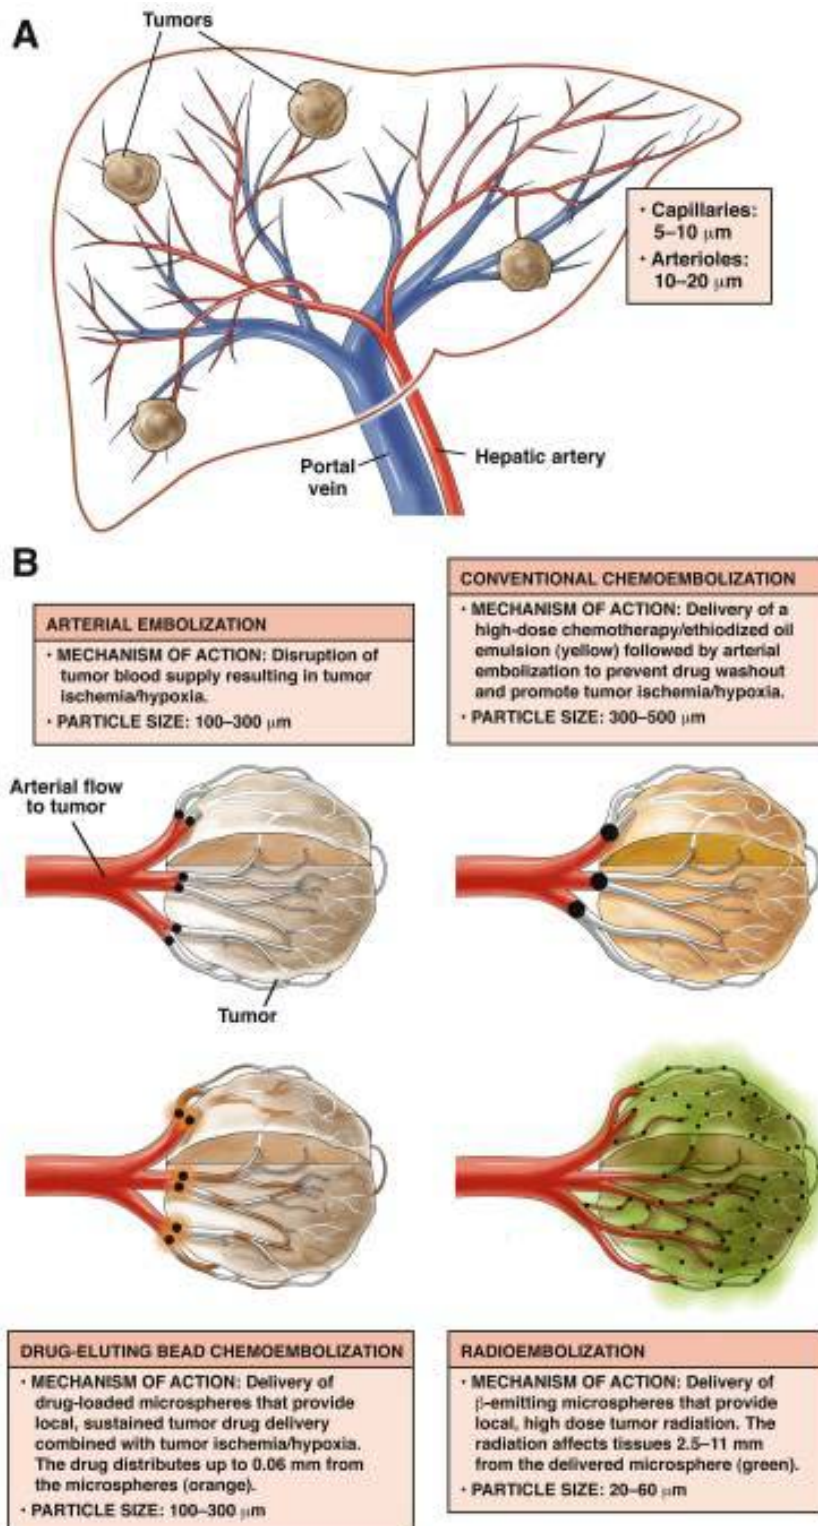 A
Tumors
• Capillaries:
5–10 μm
• Arterioles:
10–20 μm
Portal
vein
Hepatic artery
B
ARTERIAL EMBOLIZATION
• MECHANISM OF ACTION: Disruption of
tumor blood supply resulting in tumor
ischemia/hypoxia.
• PARTICLE SIZE: 100–300 μm
CONVENTIONAL CHEMOEMBOLIZATION
• MECHANISM OF ACTION: Delivery of a
high-dose chemotherapy/ethiodized oil
emulsion (yellow) followed by arterial
embolization to prevent drug washout
and promote tumor ischemia/hypoxia.
• PARTICLE SIZE: 300–500 μm
Arterial flow
to tumor
Tumor
DRUG-ELUTING BEAD CHEMOEMBOLIZATION
• MECHANISM OF ACTION: Delivery of
drug-loaded microspheres that provide
local, sustained tumor drug delivery
combined with tumor ischemia/hypoxia.
The drug distributes up to 0.06 mm from
the microspheres (orange).
• PARTICLE SIZE: 100–300 μm
RADIOEMBOLIZATION
• MECHANISM OF ACTION: Delivery of
β-emitting microspheres that provide
local, high dose tumor radiation. The
radiation affects tissues 2.5–11 mm
from the delivered microsphere (green).
• PARTICLE SIZE: 20–60 μm